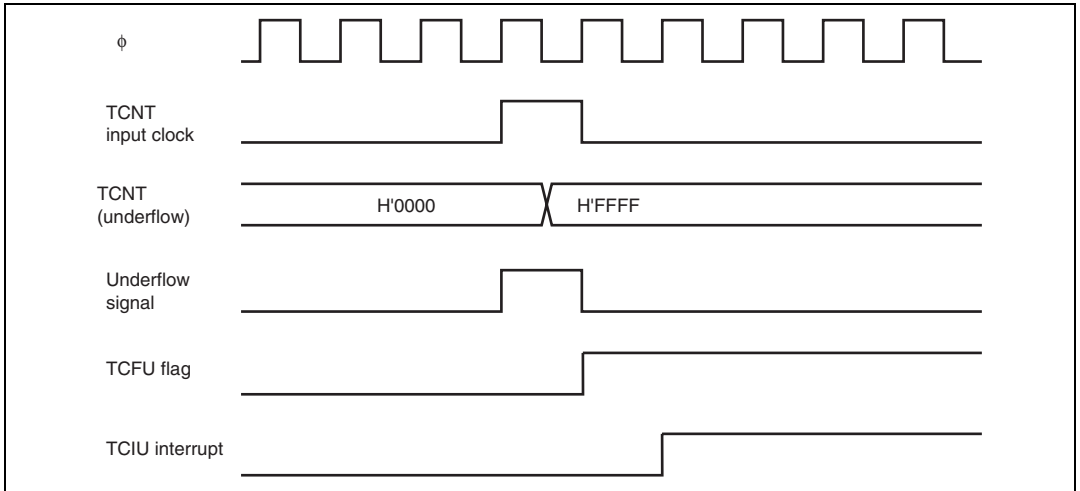 ϕ
TCNT
input clock
TCNT
(underflow)
H'0000
H'FFFF
Underflow
signal
TCFU flag
TCIU interrupt